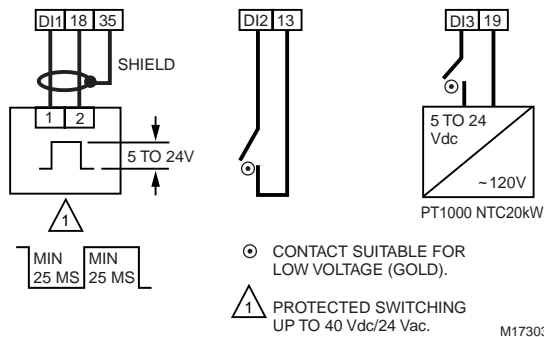 DI1 18 35
DI2 13
DI3 19
SHIELD
1 2
5 TO 24V
5 TO 24
Vdc
~120V
PT1000 NTC20kW
1
MIN
25 MS
MIN
25 MS
CONTACT SUITABLE FOR
LOW VOLTAGE (GOLD).
1
PROTECTED SWITCHING
UP TO 40 Vdc/24 Vac.
M17303